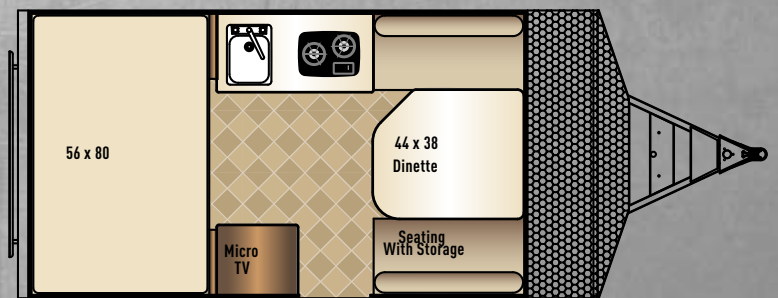 56 x 80
44 x 38
Dinette
Micro
TV
Seating
With Storage